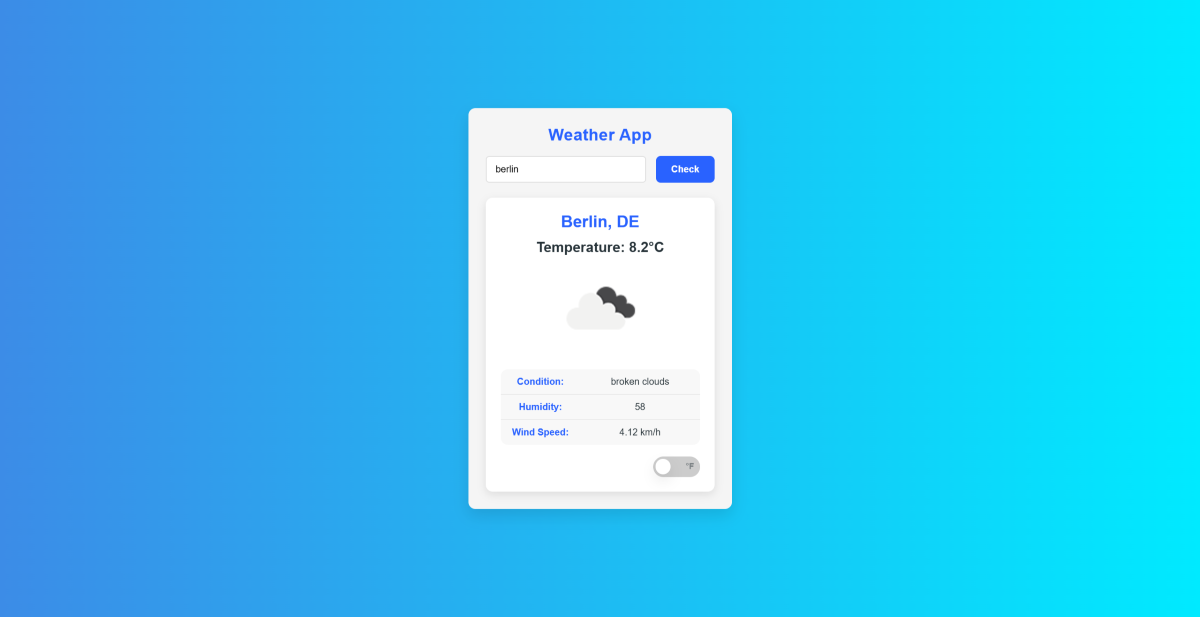 Weather App
berlin
Check
Berlin, DE
Temperature: 8.2°C
Condition: broken clouds
Humidity: 58
Wind Speed: 4.12 km/h
°F